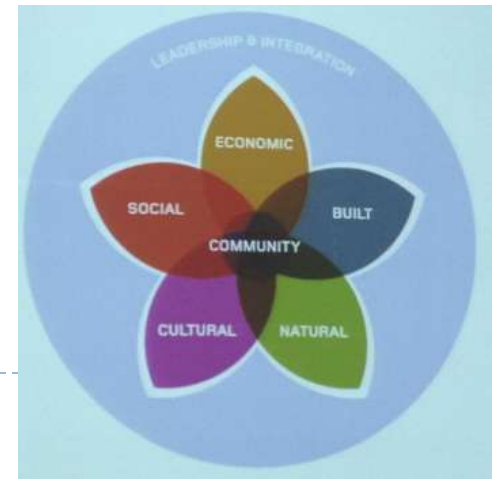 LEADERSHIP & INTEGRATION
ECONOMIC
SOCIAL
BUILT
COMMUNITY
CULTURAL
NATURAL